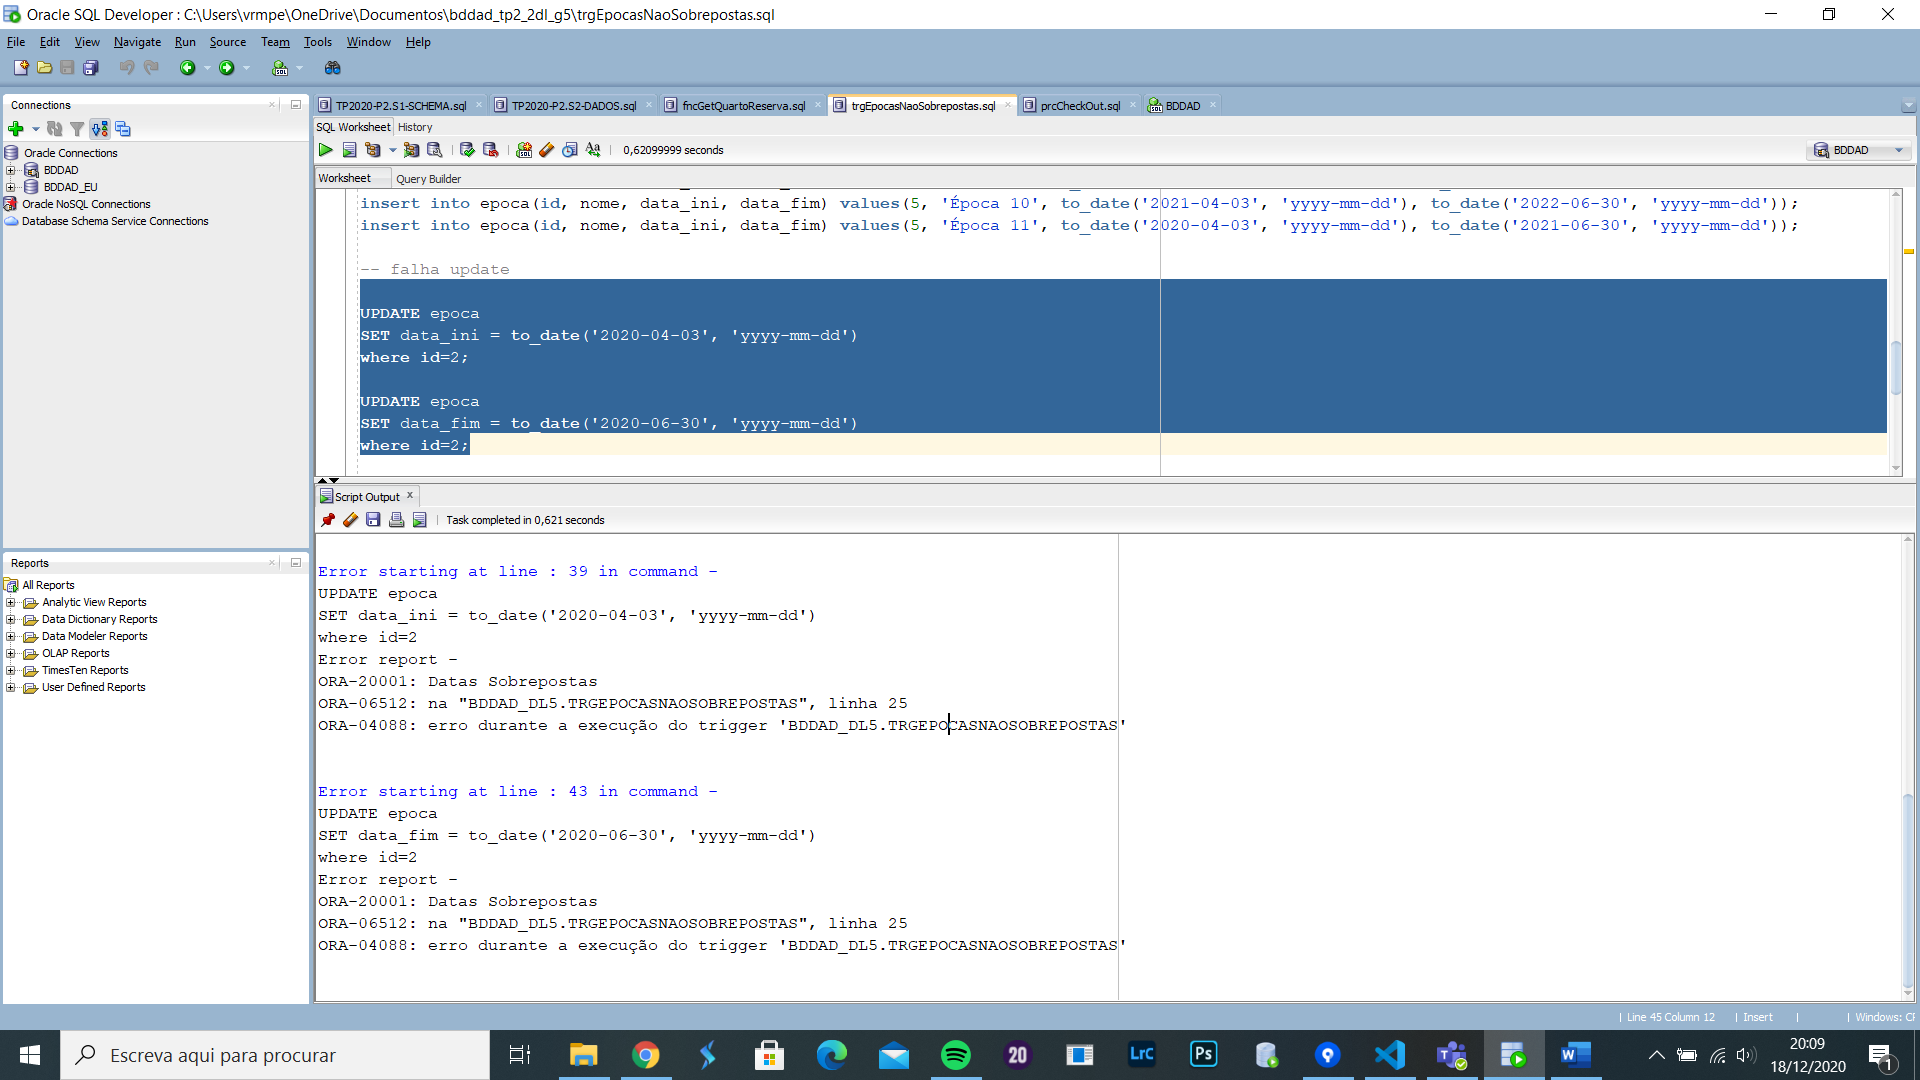 Oracle SQL Developer : C:\Users\vrmpe\OneDrive\Documentos\bddad_tp2_2dl_g5\trgEpocasNaoSobrepostas.sql
File Edit View Navigate Run Source Team Tools Window Help
Connections
Oracle Connections
BDDAD
BDDAD_EU
Oracle NoSQL Connections
Database Schema Service Connections
Reports
All Reports
Analytic View Reports
Data Dictionary Reports
Data Modeler Reports
OLAP Reports
TimesTen Reports
User Defined Reports
TP2020-P2.S1-SCHEMA.sql TP2020-P2.S2-DADOS.sql fncGetQuartoReserva.sql trgEpocasNaoSobrepostas.sql prcCheckOut.sql BDDAD
SQL Worksheet History
0,62099999 seconds
BDDAD
Worksheet Query Builder
insert into epoca(id, nome, data_ini, data_fim) values(5, 'Época 10', to_date('2021-04-03', 'yyyy-mm-dd'), to_date('2022-06-30', 'yyyy-mm-dd'));
insert into epoca(id, nome, data_ini, data_fim) values(5, 'Época 11', to_date('2020-04-03', 'yyyy-mm-dd'), to_date('2021-06-30', 'yyyy-mm-dd'));
-- falha update
UPDATE epoca
SET data_ini = to_date('2020-04-03', 'yyyy-mm-dd')
where id=2;
UPDATE epoca
SET data_fim = to_date('2020-06-30', 'yyyy-mm-dd')
where id=2;
Script Output
Task completed in 0,621 seconds
Error starting at line : 39 in command -
UPDATE epoca
SET data_ini = to_date('2020-04-03', 'yyyy-mm-dd')
where id=2
Error report -
ORA-20001: Datas Sobrepostas
ORA-06512: na "BDDAD_DL5.TRGEPOCASNAOSOBREPOSTAS", linha 25
ORA-04088: erro durante a execução do trigger 'BDDAD_DL5.TRGEPOCASNAOSOBREPOSTAS'
Error starting at line : 43 in command -
UPDATE epoca
SET data_fim = to_date('2020-06-30', 'yyyy-mm-dd')
where id=2
Error report -
ORA-20001: Datas Sobrepostas
ORA-06512: na "BDDAD_DL5.TRGEPOCASNAOSOBREPOSTAS", linha 25
ORA-04088: erro durante a execução do trigger 'BDDAD_DL5.TRGEPOCASNAOSOBREPOSTAS'
Line 45 Column 12 Insert Windows:
Escreva aqui para procurar
20
LrC
Ps
20:09
18/12/2020
1